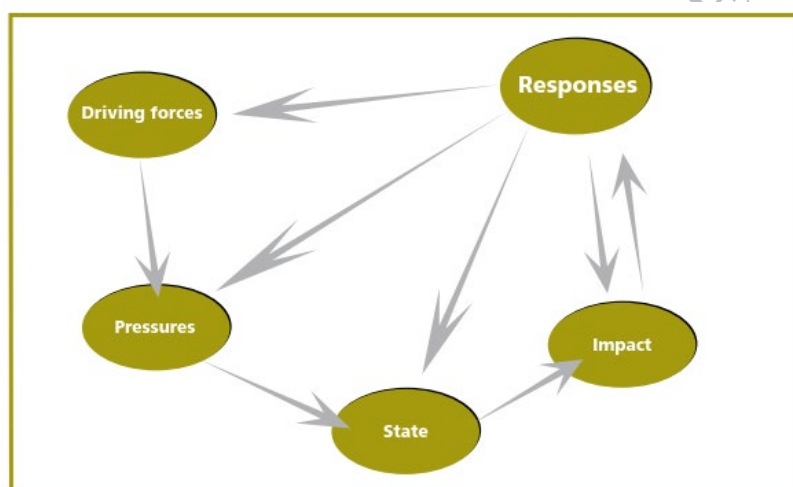 Responses
Driving forces
Pressures
Impact
State